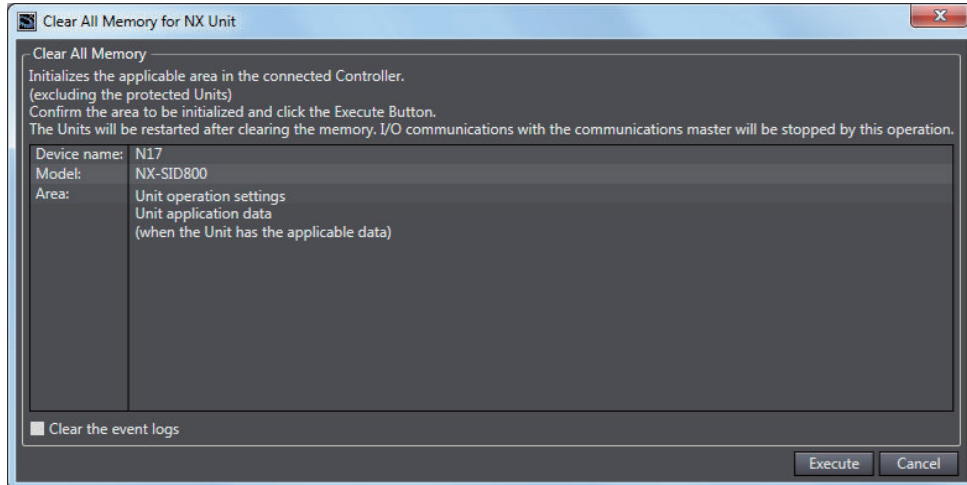 Clear All Memory for NX Unit
Clear All Memory
Initializes the applicable area in the connected Controller.
(excluding the protected Units)
Confirm the area to be initialized and click the Execute Button.
The Units will be restarted after clearing the memory. I/O communications with the communications master will be stopped by this operation.
Device name: N17
Model: NX-SID800
Area: Unit operation settings
Unit application data
(when the Unit has the applicable data)
Clear the event logs
Execute Cancel